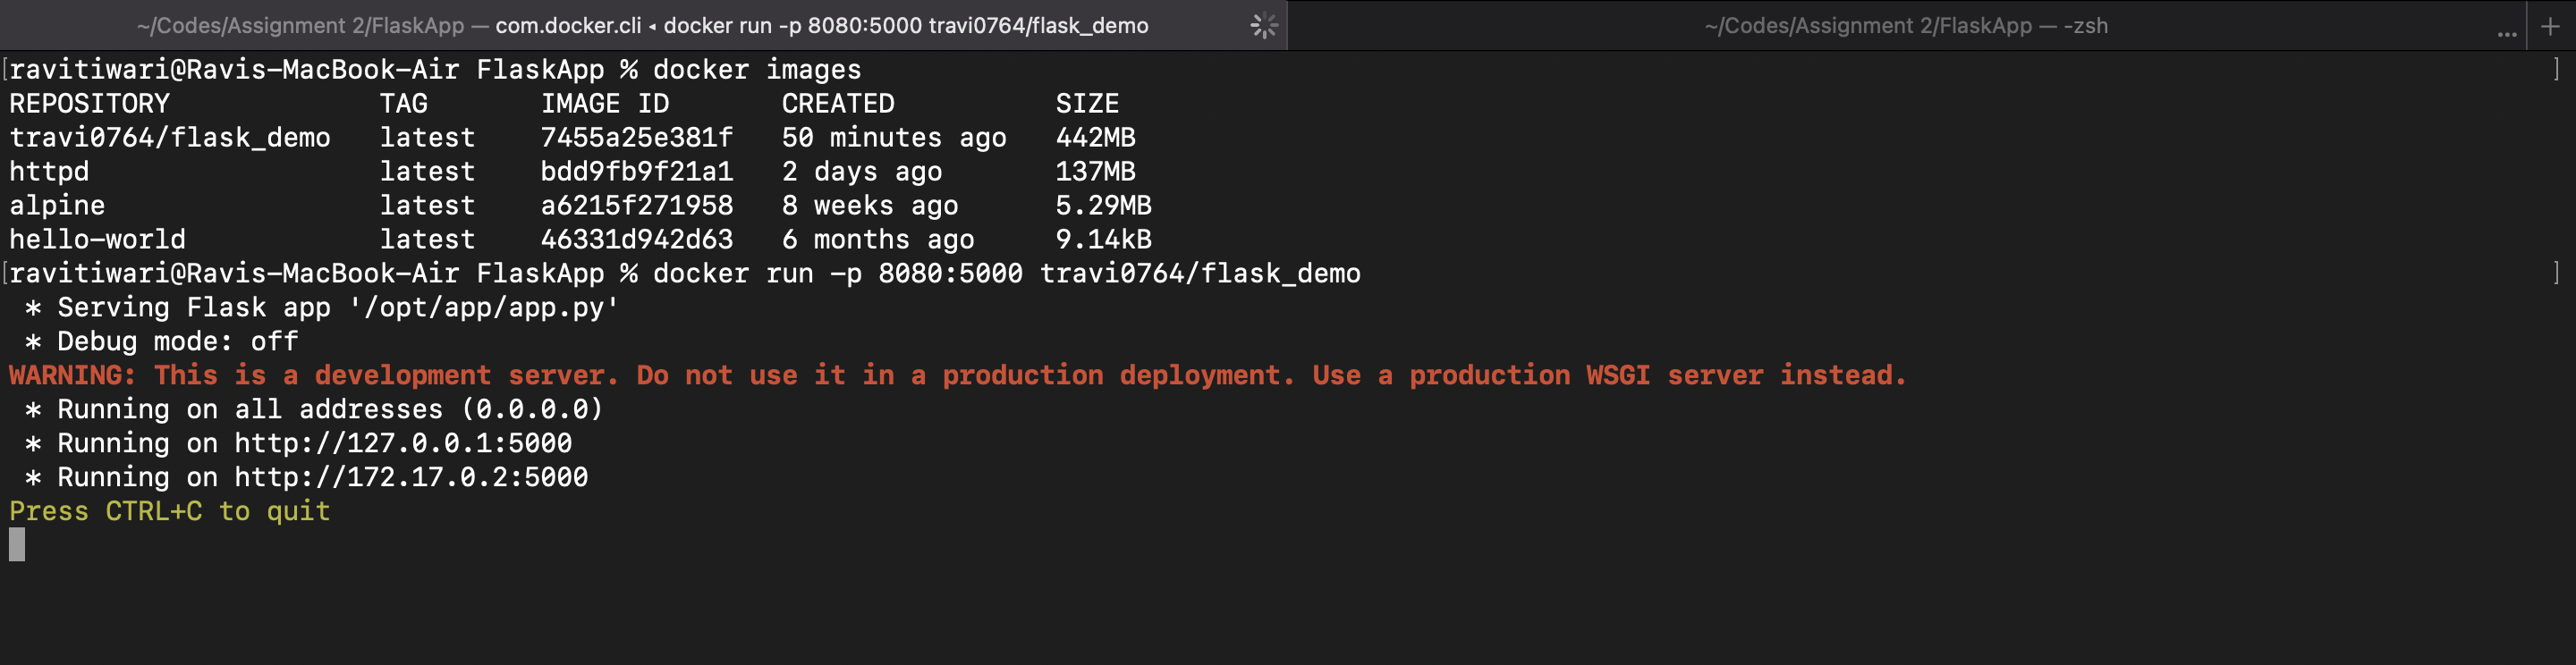 ~/Codes/Assignment 2/FlaskApp — com.docker.cli ◂ docker run -p 8080:5000 travi0764/flask_demo
~/Codes/Assignment 2/FlaskApp — -zsh
... +
[ravitiwari@Ravis-MacBook-Air FlaskApp % docker images ]
REPOSITORY TAG IMAGE ID CREATED SIZE
travi0764/flask_demo latest 7455a25e381f 50 minutes ago 442MB
httpd latest bdd9fb9f21a1 2 days ago 137MB
alpine latest a6215f271958 8 weeks ago 5.29MB
hello-world latest 46331d942d63 6 months ago 9.14kB
[ravitiwari@Ravis-MacBook-Air FlaskApp % docker run -p 8080:5000 travi0764/flask_demo ]
* Serving Flask app '/opt/app/app.py'
* Debug mode: off
WARNING: This is a development server. Do not use it in a production deployment. Use a production WSGI server instead.
* Running on all addresses (0.0.0.0)
* Running on http://127.0.0.1:5000
* Running on http://172.17.0.2:5000
Press CTRL+C to quit